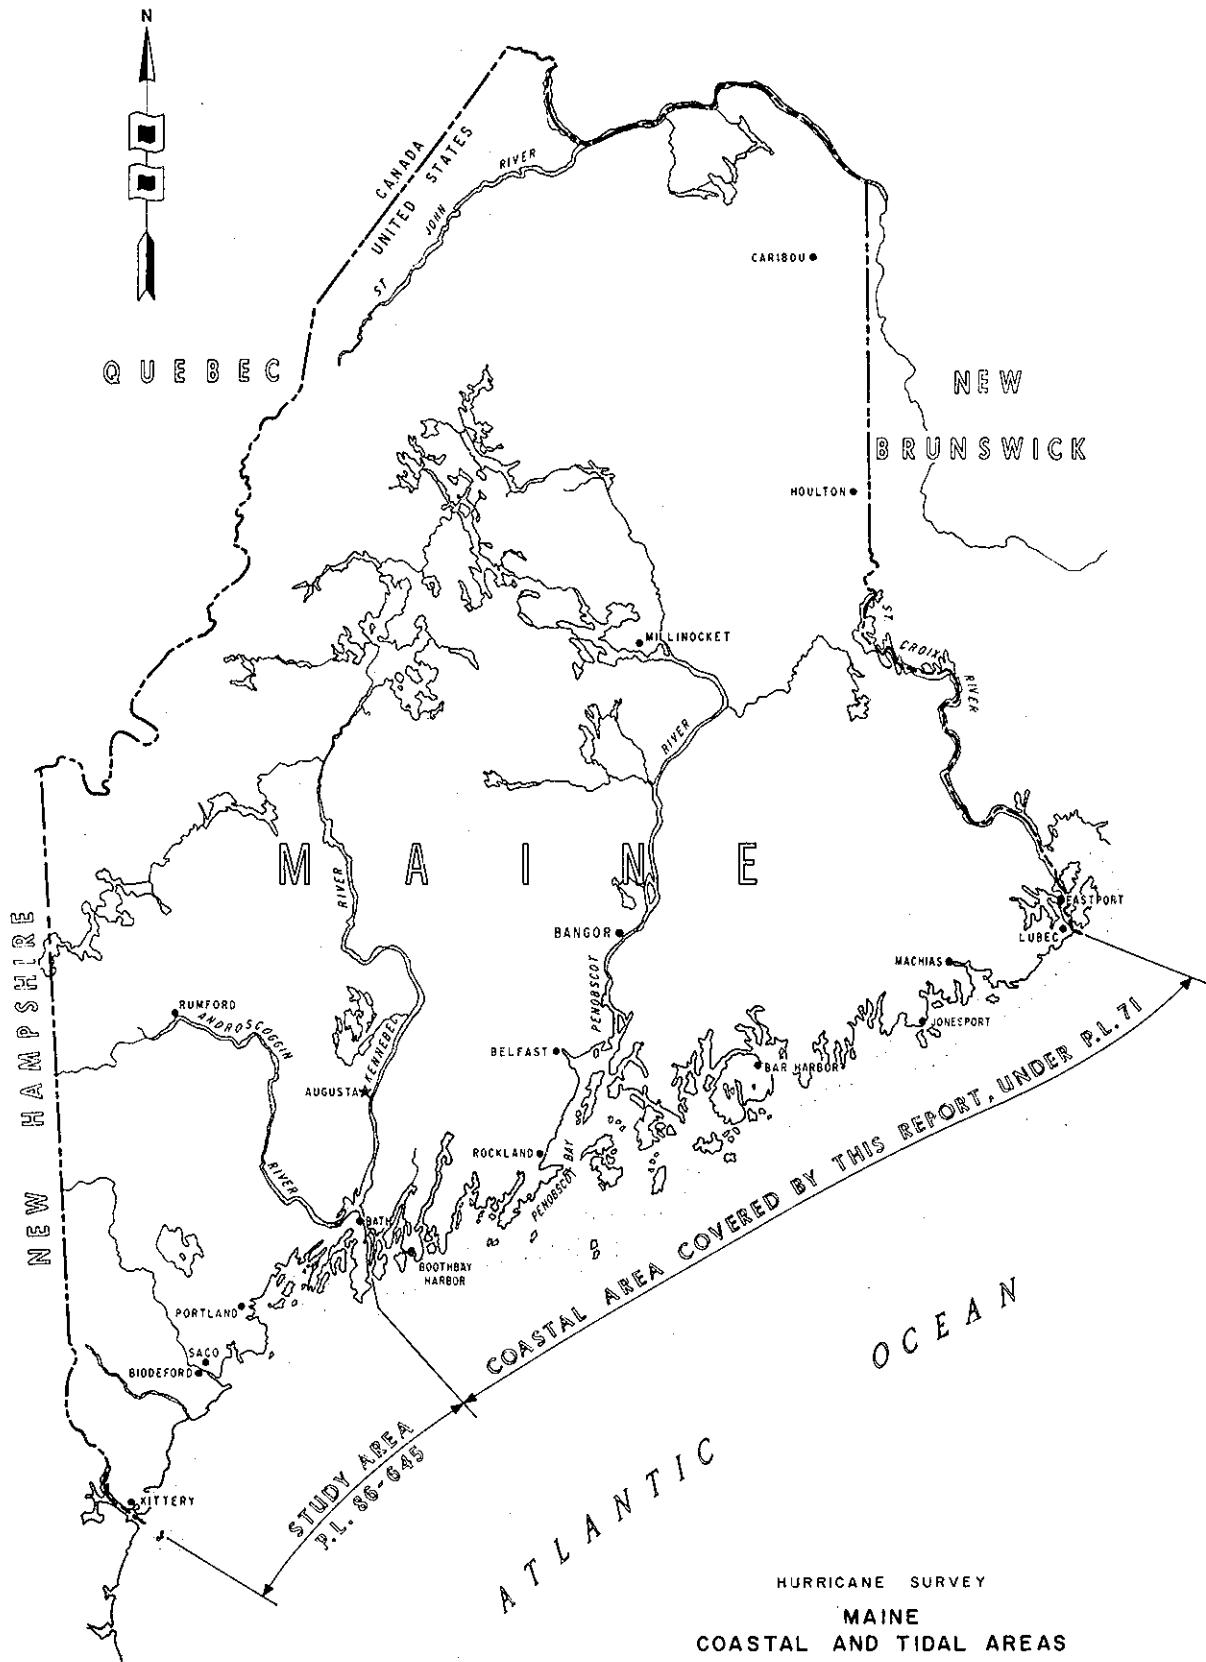 N
CANADA
UNITED STATES
ST JOHN RIVER
CARIBOU
QUEBEC
NEW
BRUNSWICK
HOULTON
ST. CROIX RIVER
MILLINOCKET
RIVER
MAINE
RIVER
EASTPORT
LUBEC
BANGOR
MACHIAS
NEW HAMPSHIRE
RUMFORD
ANDROSCOGGIN
PENOBSCOT
JONESPORT
KENNEBEC
BELFAST
BAR HARBOR
AUGUSTA
ROCKLAND
PENOBSCOT BAY
RIVER
BATH
BOOTHBAY
HARBOR
PORTLAND
SACO
BIDDEFORD
COASTAL AREA COVERED BY THIS REPORT, UNDER P.L. 71
STUDY AREA
P.L. 86-645
KITTERY
ATLANTIC OCEAN
HURRICANE SURVEY
MAINE
COASTAL AND TIDAL AREAS